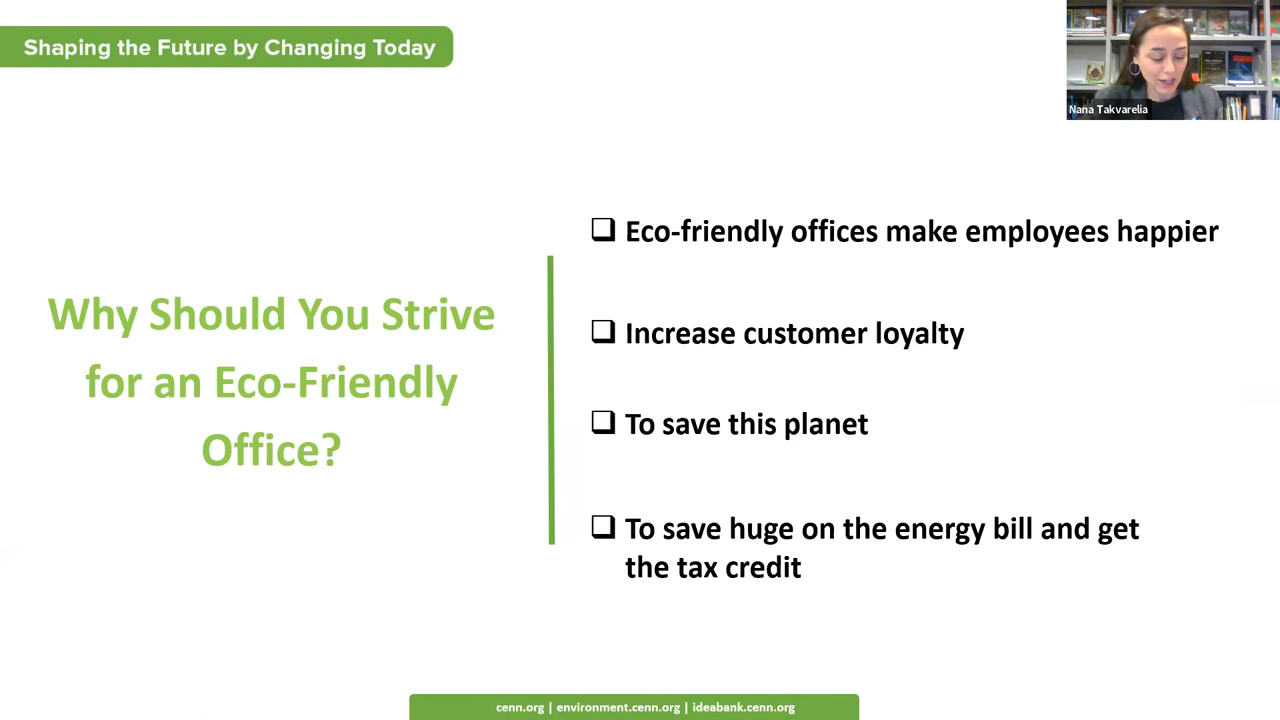 Shaping the Future by Changing Today
Nana Takvarelia
Why Should You Strive
for an Eco-Friendly
Office?
Eco-friendly offices make employees happier
Increase customer loyalty
To save this planet
To save huge on the energy bill and get
the tax credit
cenn.org | environment.cenn.org | ideabank.cenn.org